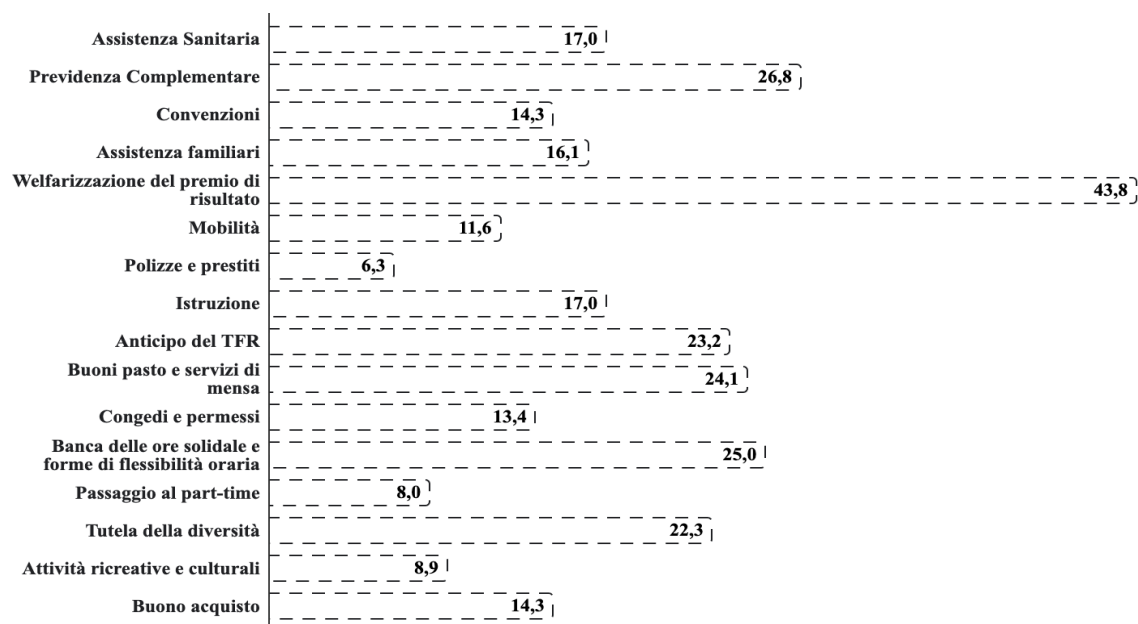 Assistenza Sanitaria 17,0
Previdenza Complementare 26,8
Convenzioni 14,3
Assistenza familiari 16,1
Welfarizzazione del premio di
risultato 43,8
Mobilità 11,6
Polizze e prestiti 6,3
Istruzione 17,0
Anticipo del TFR 23,2
Buoni pasto e servizi di
mensa 24,1
Congedi e permessi 13,4
Banca delle ore solidale e
forme di flessibilità oraria 25,0
Passaggio al part-time 8,0
Tutela della diversità 22,3
Attività ricreative e culturali 8,9
Buono acquisto 14,3